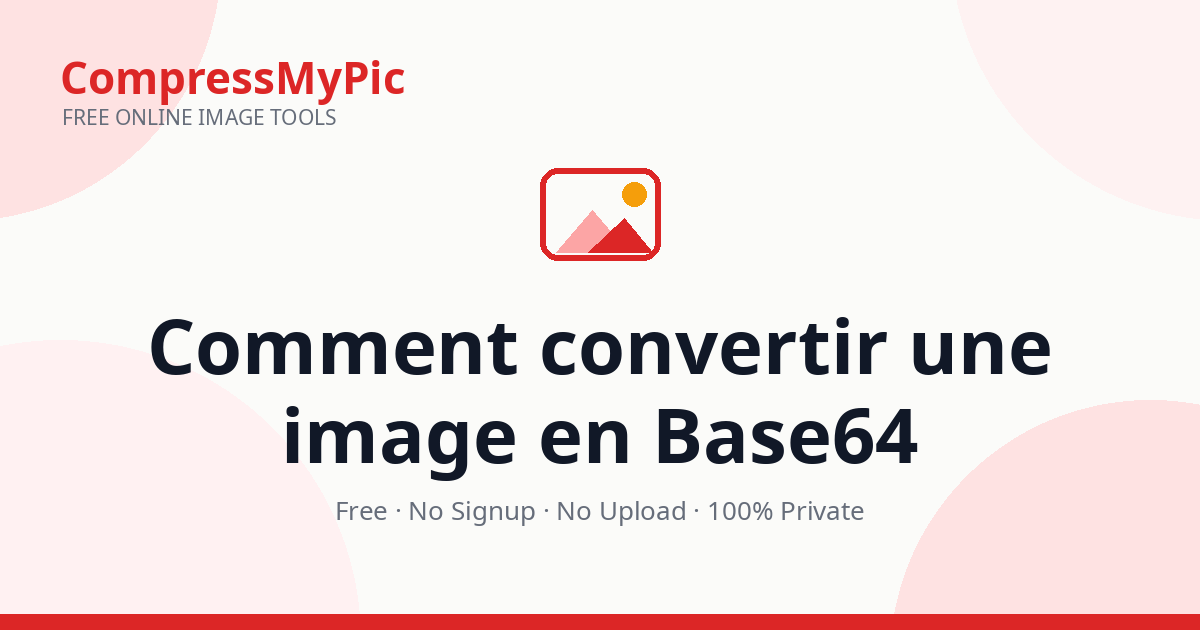 CompressMyPic
FREE ONLINE IMAGE TOOLS
Comment convertir une
image en Base64
Free · No Signup · No Upload · 100% Private